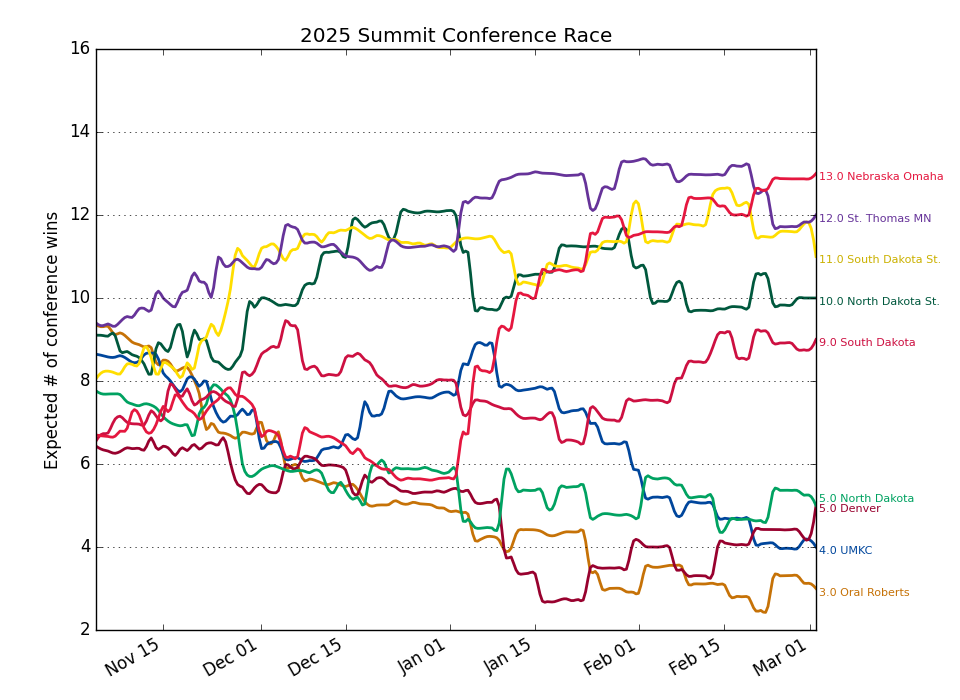 2025 Summit Conference Race
16
14
12
10
8
6
4
2
Expected # of conference wins
Nov 15
Dec 01
Dec 15
Jan 01
Jan 15
Feb 01
Feb 15
Mar 01
13.0 Nebraska Omaha
12.0 St. Thomas MN
11.0 South Dakota St.
10.0 North Dakota St.
9.0 South Dakota
5.0 North Dakota
5.0 Denver
4.0 UMKC
3.0 Oral Roberts